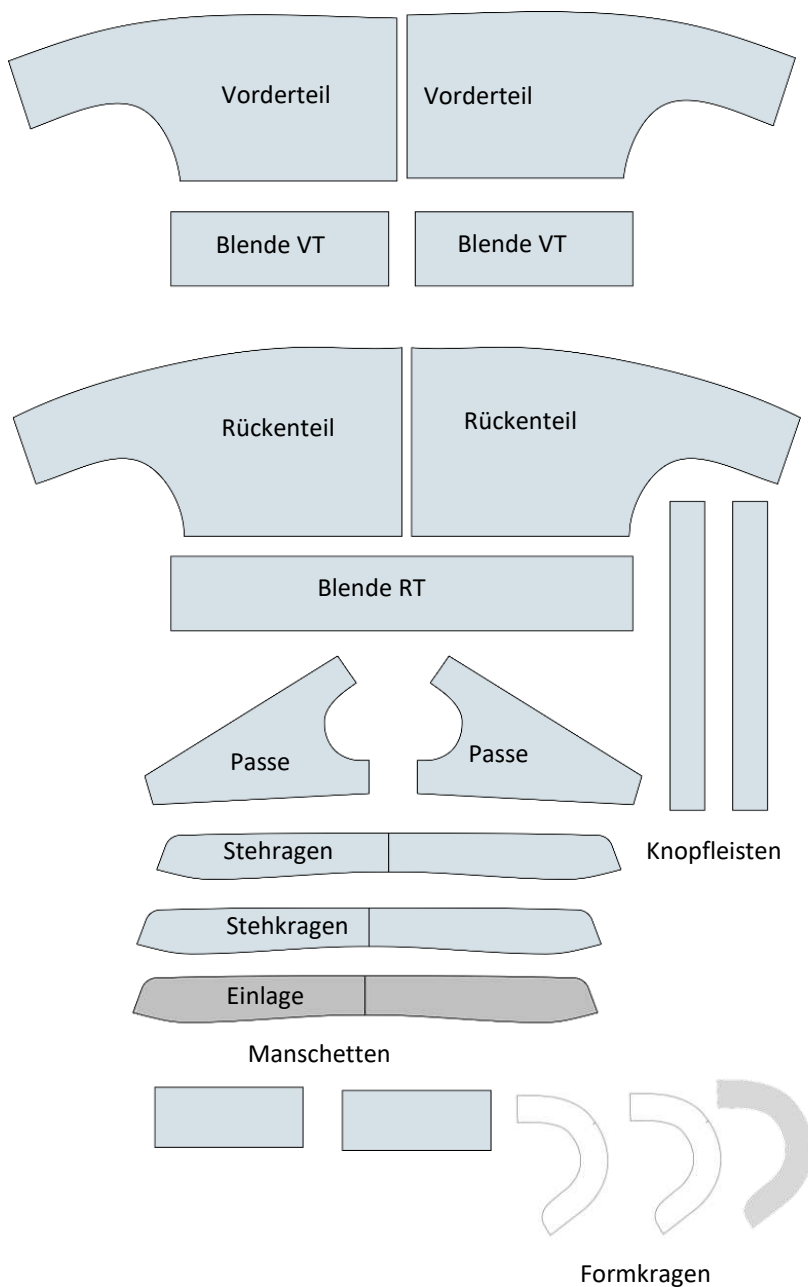 Vorderteil
Vorderteil
Blende VT
Blende VT
Rückenteil
Rückenteil
Blende RT
Passe
Passe
Stehragen
Knopfleisten
Stehkragen
Einlage
Manschetten
Formkragen